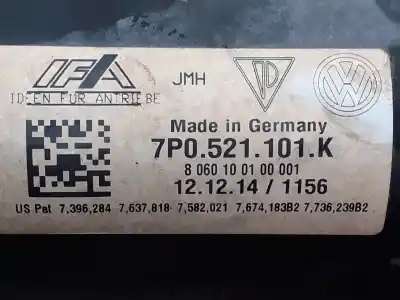 IFA
JMH
IDEEN FÜR ANTRIEBE
VW
Made in Germany
7P0.521.101.K
8 060 10 01 00 001
12.12.14 / 1156
US Pat 7,396,284 7,637,818 7,582,021 7,674,183B2 7,736,239B2